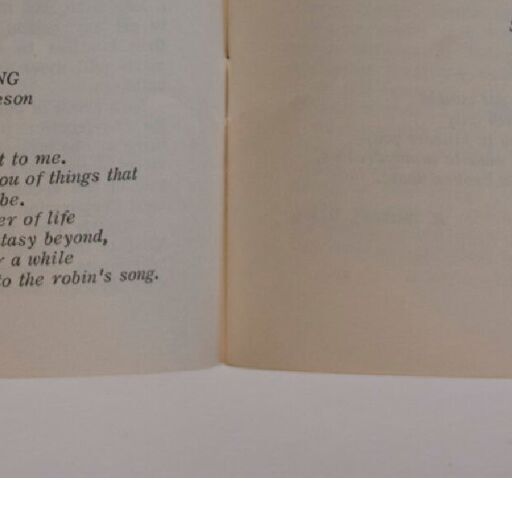 NG
eson
t to me.
ou of things that
be.
er of life
tasy beyond,
r a while
to the robin's song.
s